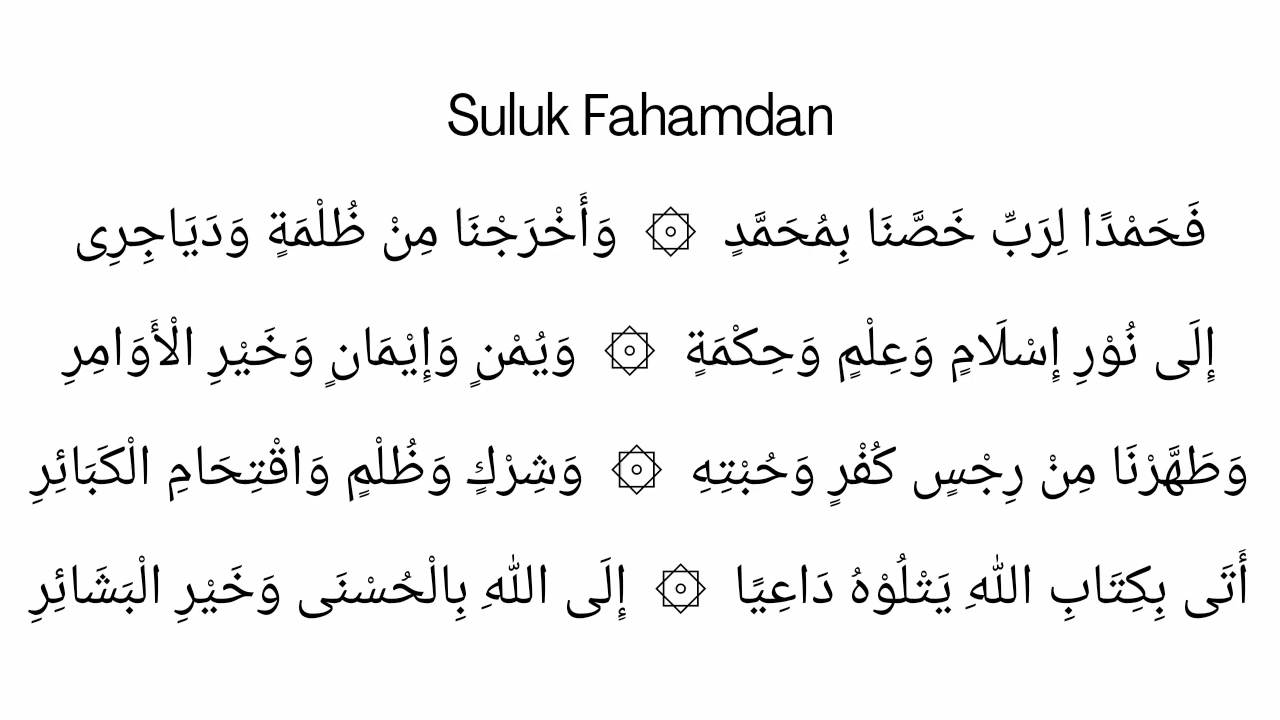 Suluk Fahamdan
فَحَمْدًا لِرَبِّ خَصَّنَا بِمُحَمَّدٍ ۞ وَأَخْرَجْنَا مِنْ ظُلْمَةٍ وَدَيَاجِرِى
إِلَى نُوْرِ إِسْلَامٍ وَعِلْمٍ وَحِكْمَةٍ ۞ وَيُمْنٍ وَإِيْمَانٍ وَخَيْرِ الْأَوَامِرِ
وَطَهَّرْنَا مِنْ رِجْسٍ كُفْرٍ وَحُبْتِهِ ۞ وَشِرْكٍ وَظُلْمٍ وَاقْتِحَامِ الْكَبَائِرِ
أَتَى بِكِتَابِ اللهِ يَتْلُوْهُ دَاعِيًا ۞ إِلَى اللهِ بِالْحُسْنَى وَخَيْرِ الْبَشَائِرِ